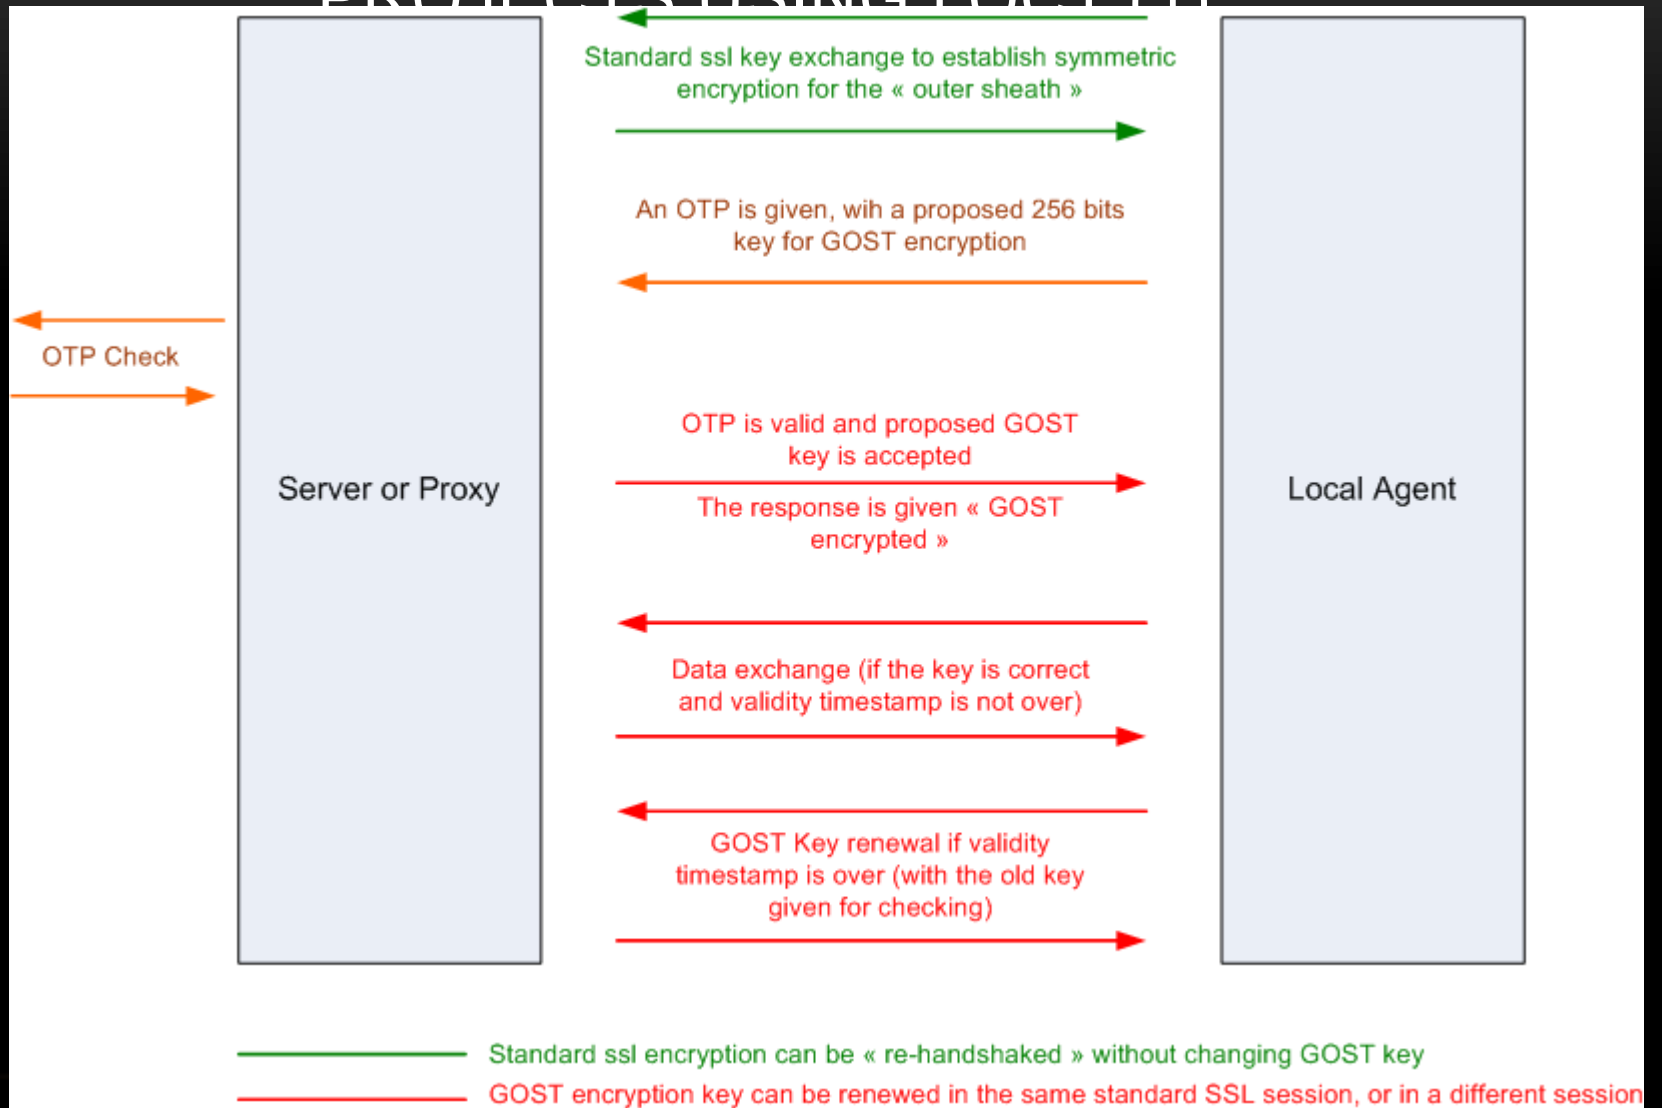 Standard ssl key exchange to establish symmetric
encryption for the « outer sheath »
An OTP is given, wih a proposed 256 bits
key for GOST encryption
OTP Check
OTP is valid and proposed GOST
key is accepted
Server or Proxy
Local Agent
The response is given « GOST
encrypted »
Data exchange (if the key is correct
and validity timestamp is not over)
GOST Key renewal if validity
timestamp is over (with the old key
given for checking)
Standard ssl encryption can be « re-handshaked » without changing GOST key
GOST encryption key can be renewed in the same standard SSL session, or in a different session